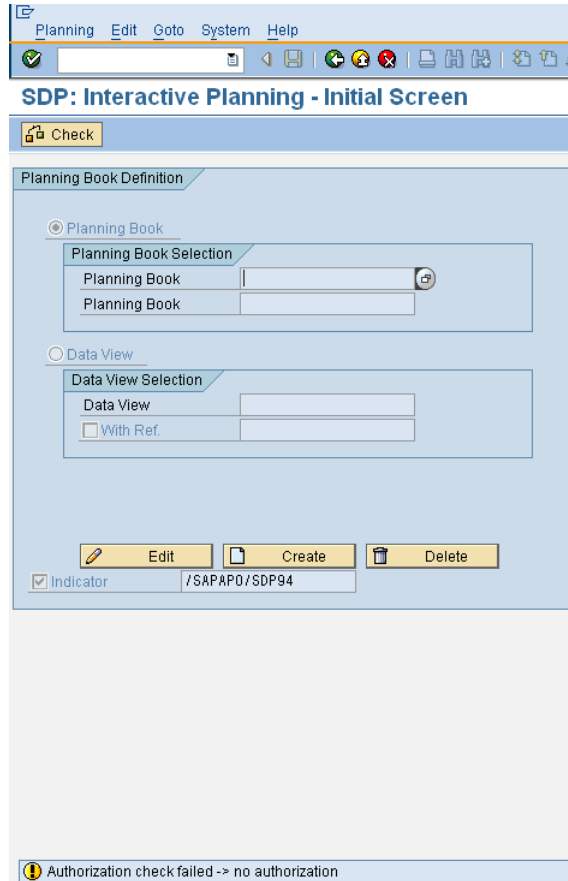 Planning Edit Goto System Help
SDP: Interactive Planning - Initial Screen
Check
Planning Book Definition
Planning Book
Planning Book Selection
Planning Book
Planning Book
Data View
Data View Selection
Data View
With Ref.
Edit Create Delete
Indicator /SAPAPO/SDP94
Authorization check failed -> no authorization